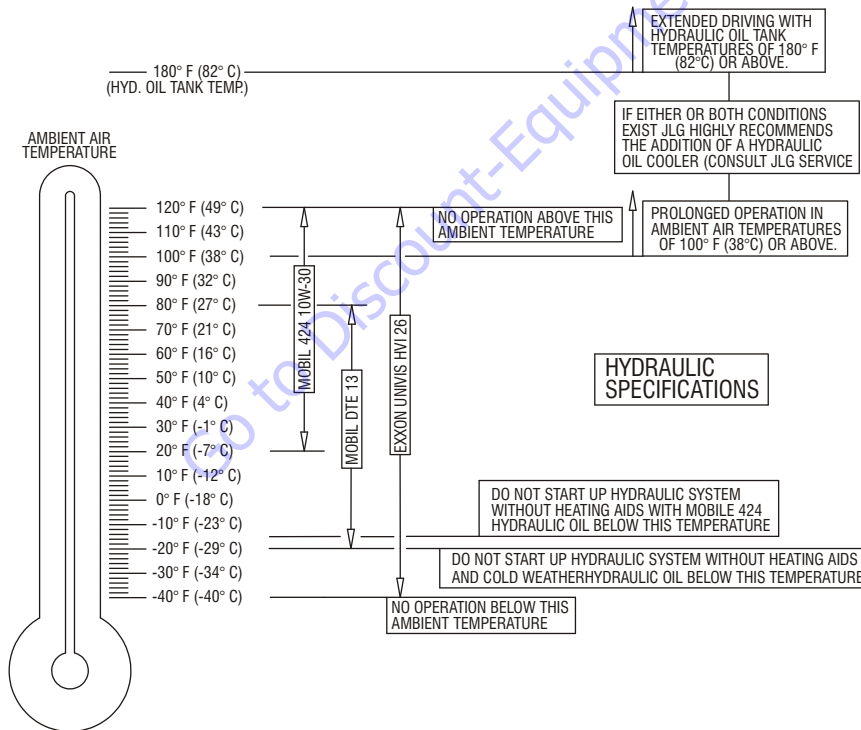 EXTENDED DRIVING WITH
HYDRAULIC OIL TANK
TEMPERATURES OF 180° F
(82°C) OR ABOVE.
180° F (82° C)
(HYD. OIL TANK TEMP.)
IF EITHER OR BOTH CONDITIONS
EXIST JLG HIGHLY RECOMMENDS
THE ADDITION OF A HYDRAULIC
OIL COOLER (CONSULT JLG SERVICE
AMBIENT AIR
TEMPERATURE
120° F (49° C)
110° F (43° C)
100° F (38° C)
90° F (32° C)
80° F (27° C)
70° F (21° C)
60° F (16° C)
50° F (10° C)
40° F (4° C)
30° F (-1° C)
20° F (-7° C)
10° F (-12° C)
0° F (-18° C)
-10° F (-23° C)
-20° F (-29° C)
-30° F (-34° C)
-40° F (-40° C)
NO OPERATION ABOVE THIS
AMBIENT TEMPERATURE
PROLONGED OPERATION IN
AMBIENT AIR TEMPERATURES
OF 100° F (38°C) OR ABOVE.
MOBIL 424 10W-30
MOBIL DTE 13
EXXON UNIVIS HVI 26
HYDRAULIC
SPECIFICATIONS
DO NOT START UP HYDRAULIC SYSTEM
WITHOUT HEATING AIDS WITH MOBILE 424
HYDRAULIC OIL BELOW THIS TEMPERATURE
DO NOT START UP HYDRAULIC SYSTEM WITHOUT HEATING AIDS
AND COLD WEATHERHYDRAULIC OIL BELOW THIS TEMPERATURE
NO OPERATION BELOW THIS
AMBIENT TEMPERATURE
Go to Discount-Equipme